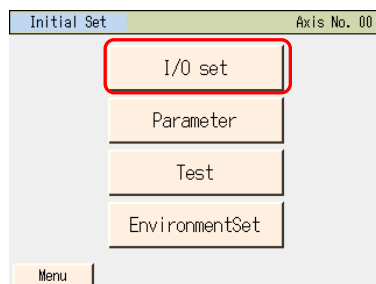 Initial Set Axis No. 00
I/O set
Parameter
Test
EnvironmentSet
Menu